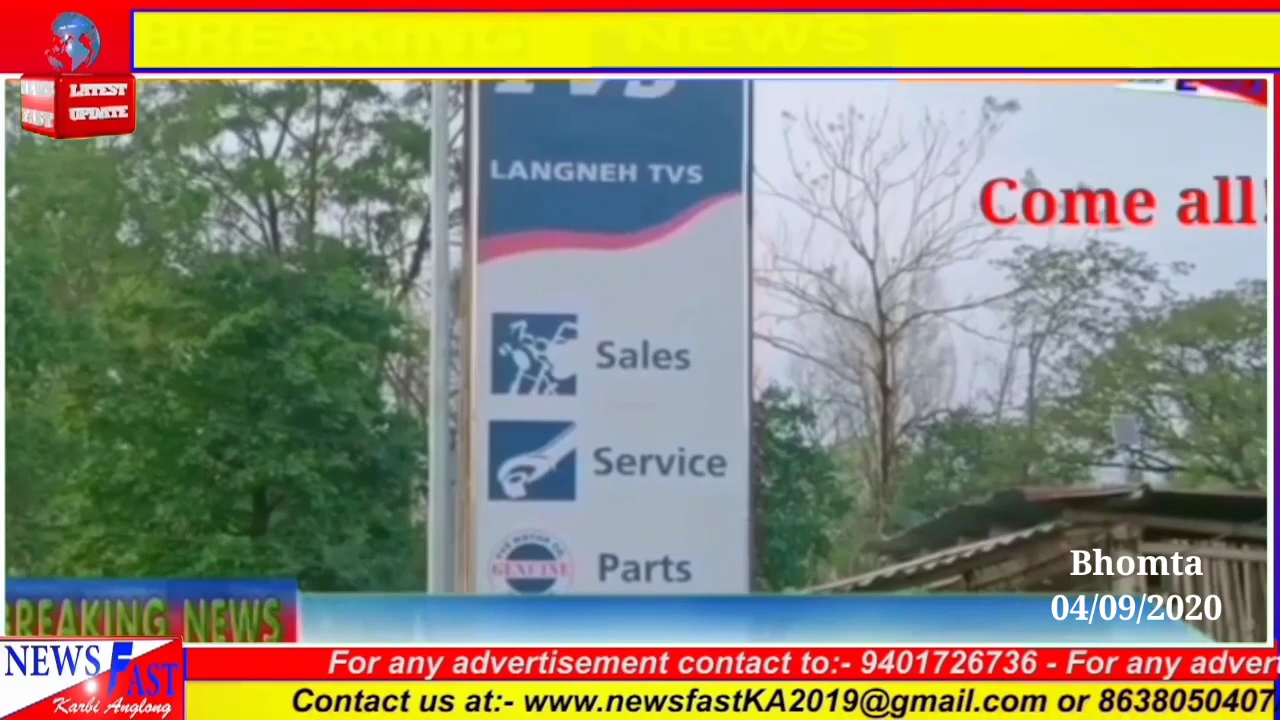 BREAKING NEWS
LATEST
UPDATE
TVS
LANGNEH TVS
Come all!
Sales
Service
GENUINE
Parts
Bhomta
04/09/2020
BREAKING NEWS
NEWS FAST
Karbi Anglong
For any advertisement contact to:- 9401726736 - For any adver
Contact us at:- www.newsfastKA2019@gmail.com or 8638050407